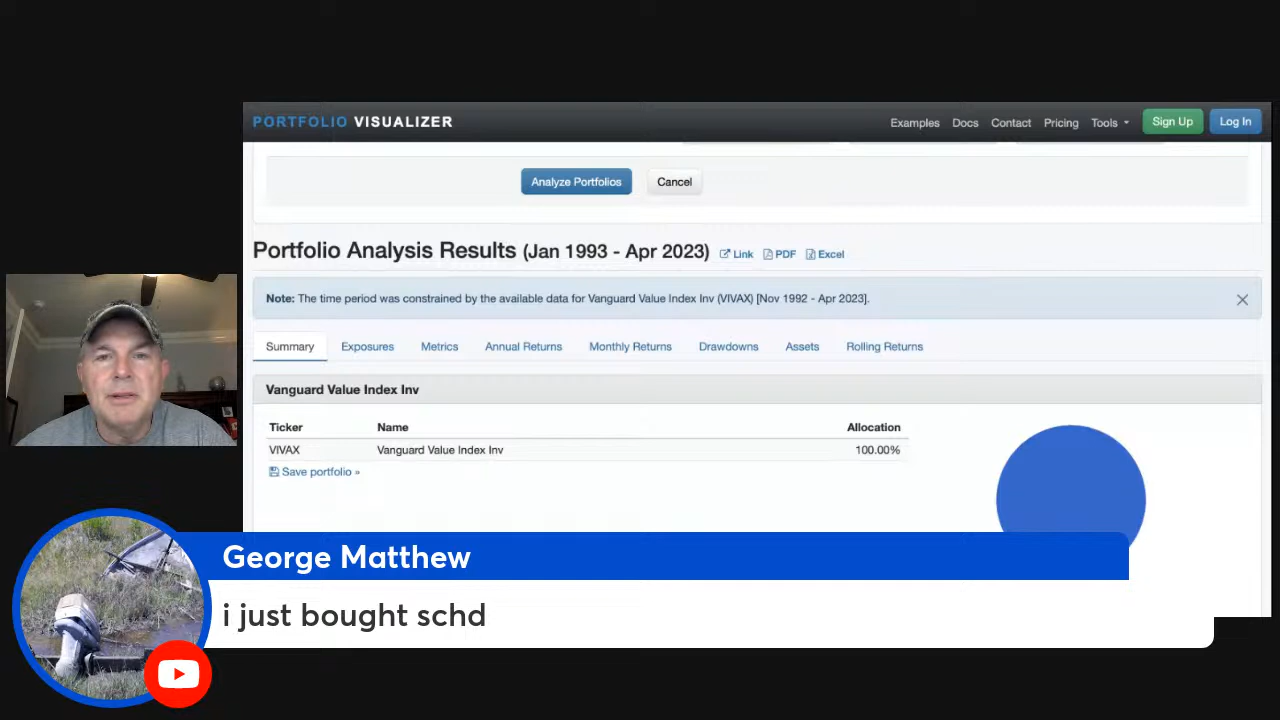 PORTFOLIO VISUALIZER
Examples Docs Contact Pricing Tools Sign Up Log In
Analyze Portfolios Cancel
Portfolio Analysis Results (Jan 1993 - Apr 2023) Link PDF Excel
Note: The time period was constrained by the available data for Vanguard Value Index Inv (VIVAX) [Nov 1992 - Apr 2023].
Summary Exposures Metrics Annual Returns Monthly Returns Drawdowns Assets Rolling Returns
Vanguard Value Index Inv
Ticker Name Allocation
VIVAX Vanguard Value Index Inv 100.00%
Save portfolio »
George Matthew
i just bought schd